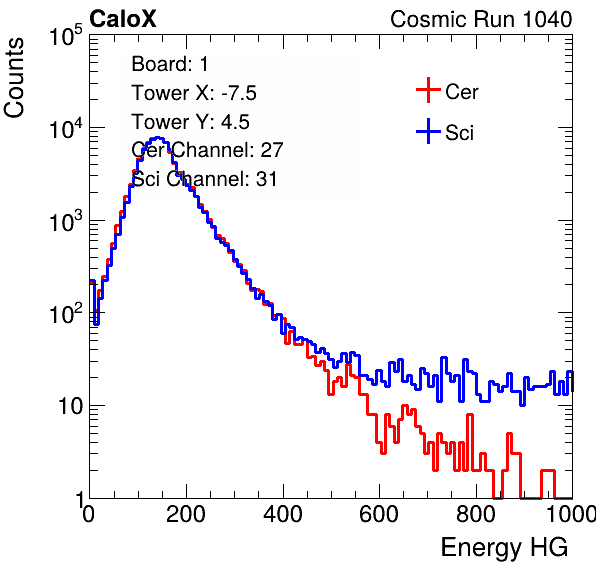 CaloX
Cosmic Run 1040
Counts
10^5
10^4
10^3
10^2
10
1
Board: 1
Tower X: -7.5
Tower Y: 4.5
Cer Channel: 27
Sci Channel: 31
Cer
Sci
0 200 400 600 800 1000
Energy HG